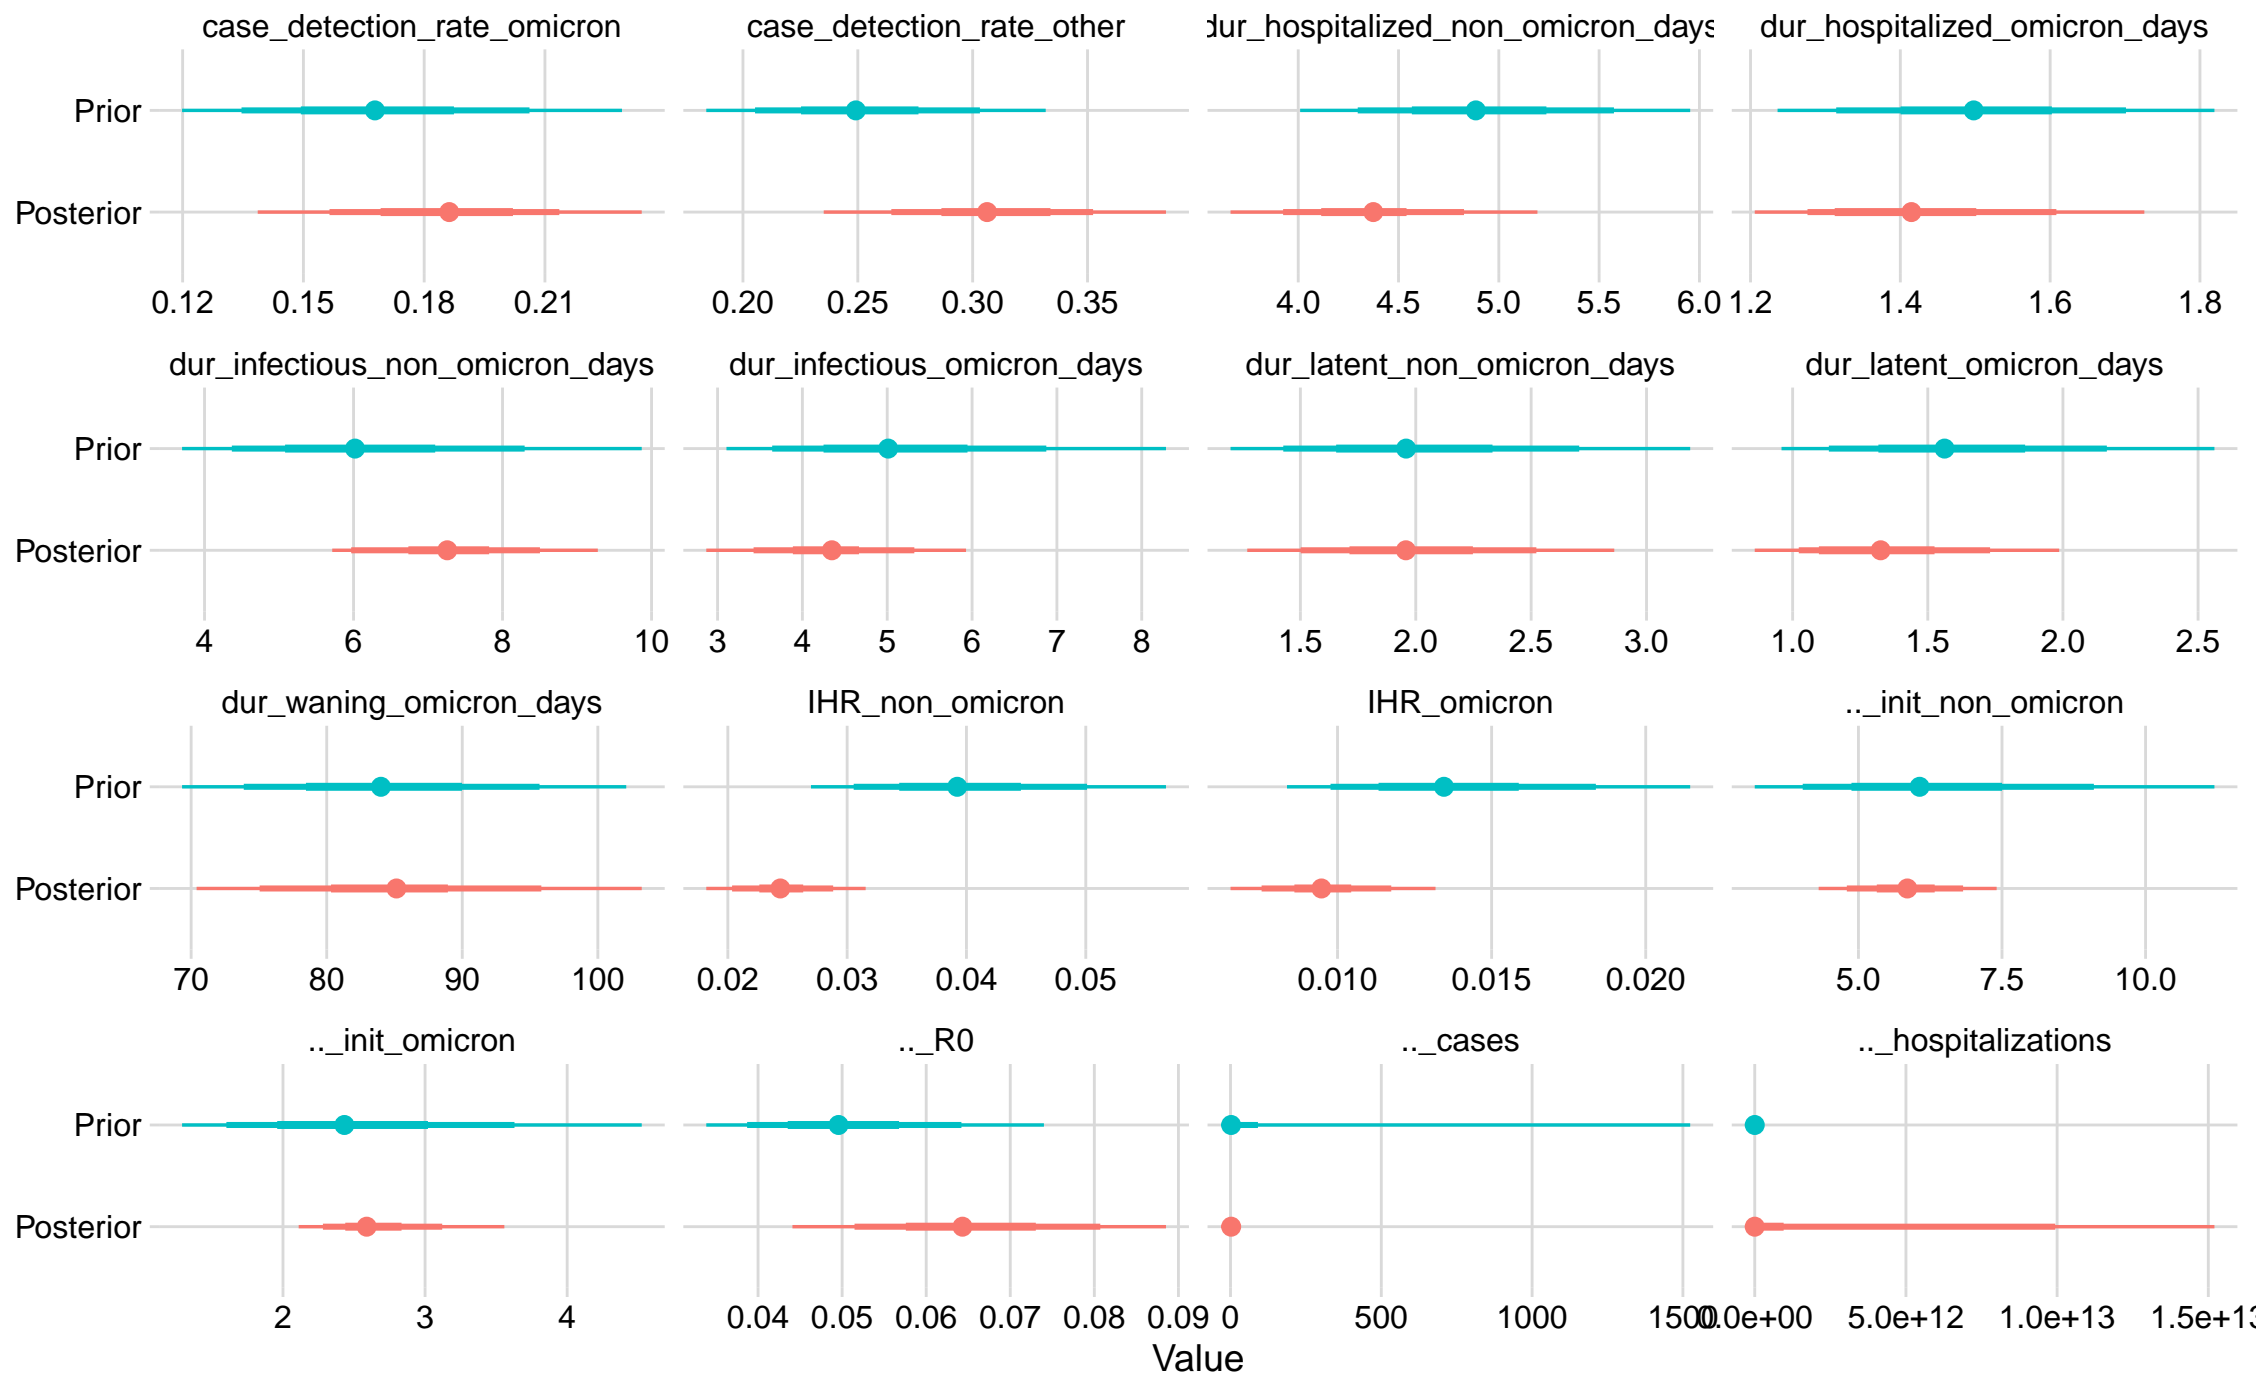 case_detection_rate_omicron case_detection_rate_other dur_hospitalized_non_omicron_days dur_hospitalized_omicron_days
Prior
Posterior
0.12 0.15 0.18 0.21 0.20 0.25 0.30 0.35 4.0 4.5 5.0 5.5 6.0 1.2 1.4 1.6 1.8
dur_infectious_non_omicron_days dur_infectious_omicron_days dur_latent_non_omicron_days dur_latent_omicron_days
Prior
Posterior
4 6 8 10 3 4 5 6 7 8 1.5 2.0 2.5 3.0 1.0 1.5 2.0 2.5
dur_waning_omicron_days IHR_non_omicron IHR_omicron .._init_non_omicron
Prior
Posterior
70 80 90 100 0.02 0.03 0.04 0.05 0.010 0.015 0.020 5.0 7.5 10.0
.._init_omicron .._R0 .._cases .._hospitalizations
Prior
Posterior
2 3 4 0.04 0.05 0.06 0.07 0.08 0.09 0 500 1000 1500 0.0e+00 5.0e+12 1.0e+13 1.5e+13
Value